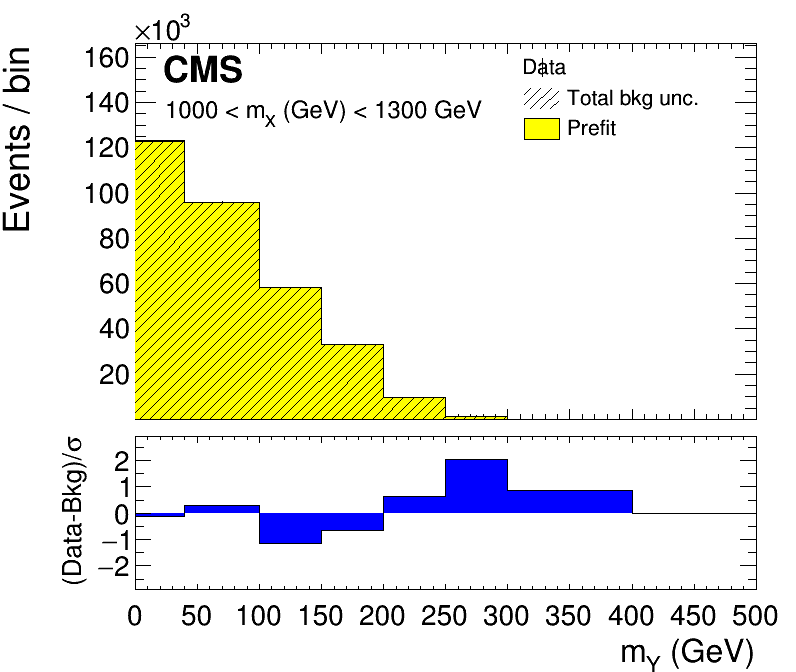 ×10³
Events / bin
160
140
120
100
80
60
40
20
CMS
1000 < mX (GeV) < 1300 GeV
Data
Total bkg unc.
Prefit
(Data-Bkg)/σ
2
1
0
−1
−2
0 50 100 150 200 250 300 350 400 450 500
mY (GeV)